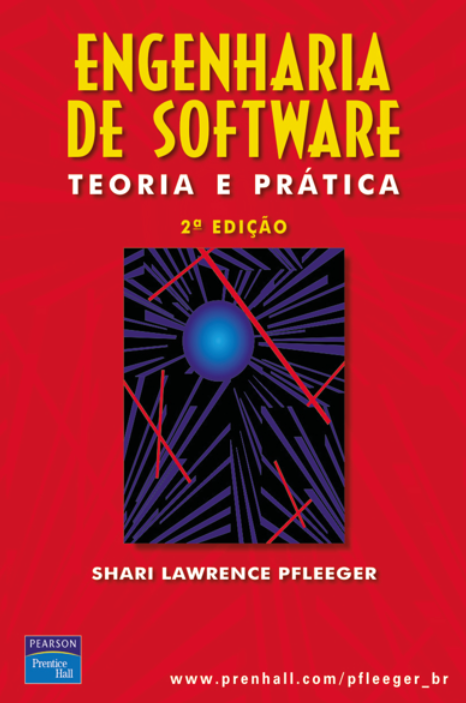 ENGENHARIA
DE SOFTWARE
TEORIA E PRÁTICA
2ª EDIÇÃO
SHARI LAWRENCE PFLEEGER
PEARSON
Prentice
Hall
www.prenhall.com/pfleeger_br